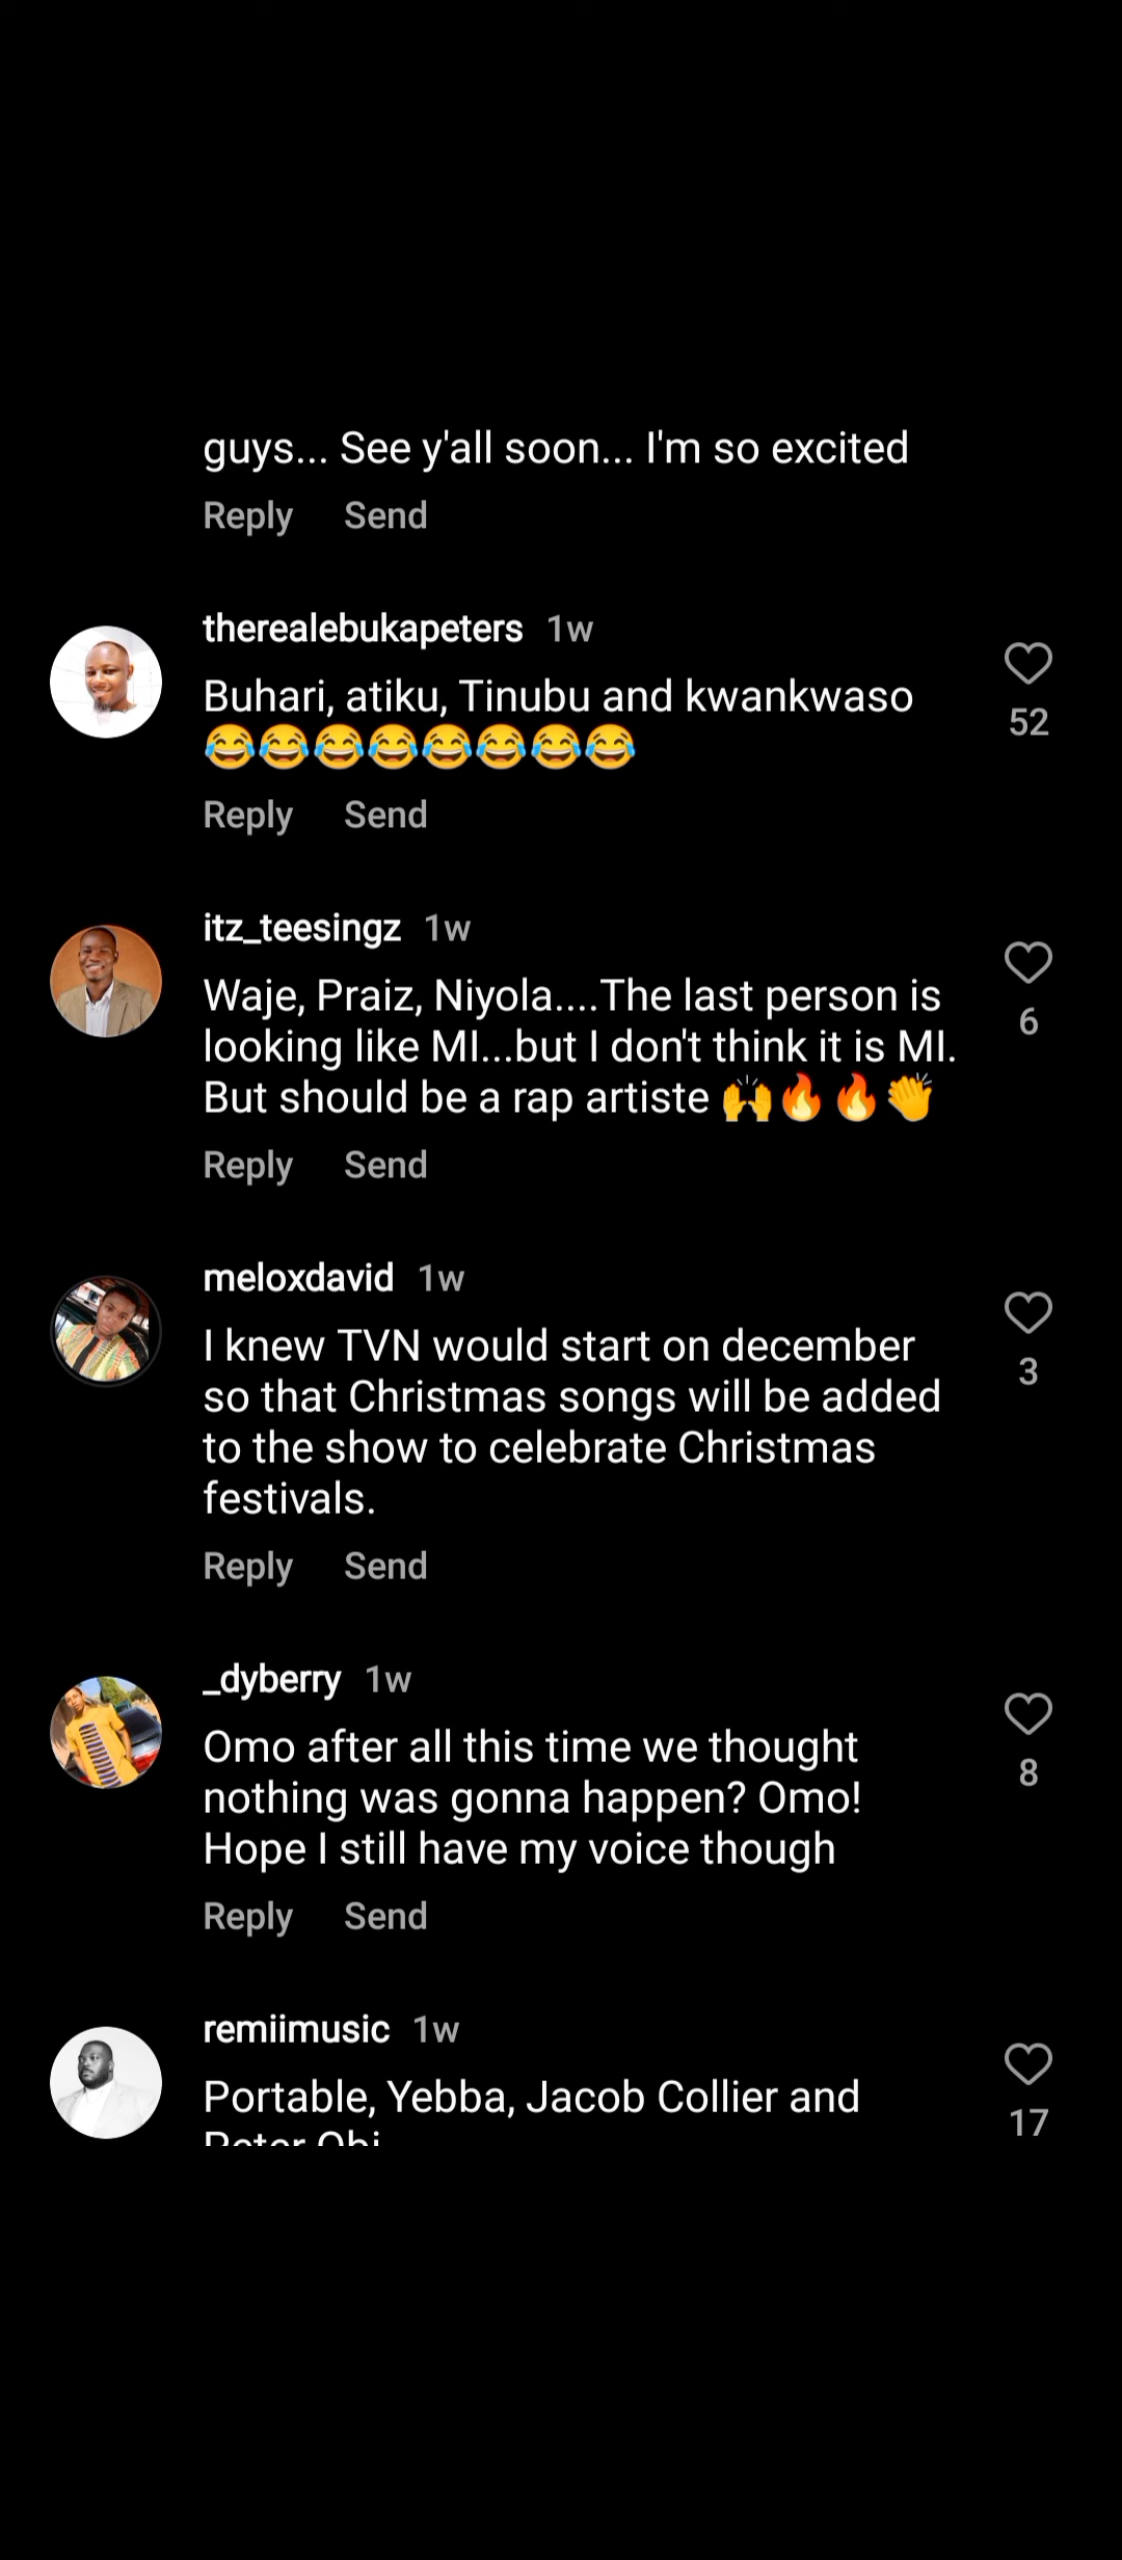 guys... See y'all soon... I'm so excited
Reply Send
therealebukapeters 1w
Buhari, atiku, Tinubu and kwankwaso
😂😂😂😂😂😂😂😂
52
Reply Send
itz_teesingz 1w
Waje, Praiz, Niyola....The last person is
looking like MI...but I don't think it is MI.
But should be a rap artiste 🙌🔥🔥👏
6
Reply Send
meloxdavid 1w
I knew TVN would start on december
so that Christmas songs will be added
to the show to celebrate Christmas
festivals.
3
Reply Send
_dyberry 1w
Omo after all this time we thought
nothing was gonna happen? Omo!
Hope I still have my voice though
8
Reply Send
remiimusic 1w
Portable, Yebba, Jacob Collier and
Peter Obi
17